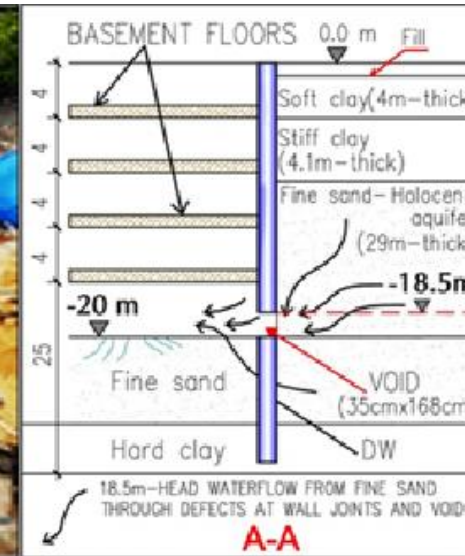 BASEMENT FLOORS 0.0 m Fill
Soft clay(4m-thick
Stiff clay
(4.1m-thick)
Fine sand-Holocen
aquife
(29m-thick
4
4
4
4
25
-18.5m
-20 m
Fine sand
VOID
(35cmx168cm
Hard clay
DW
18.5m-HEAD WATERFLOW FROM FINE SAND
THROUGH DEFECTS AT WALL JOINTS AND VOID
A-A